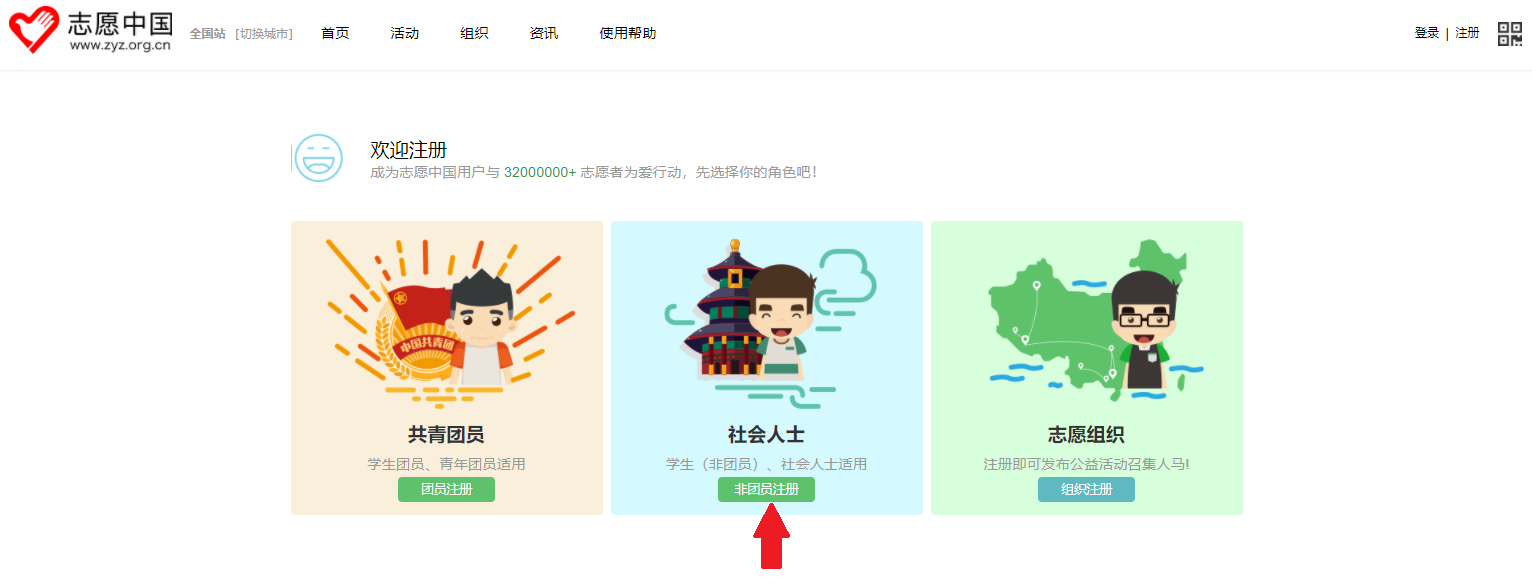 志愿中国
www.zyz.org.cn
全国站 [切换城市] 首页 活动 组织 资讯 使用帮助 登录 | 注册
欢迎注册
成为志愿中国用户与 32000000+ 志愿者为爱行动，先选择你的角色吧！
中国共青团
共青团员 社会人士 志愿组织
学生团员、青年团员适用 学生（非团员）、社会人士适用 注册即可发布公益活动召集人马!
团员注册 非团员注册 组织注册